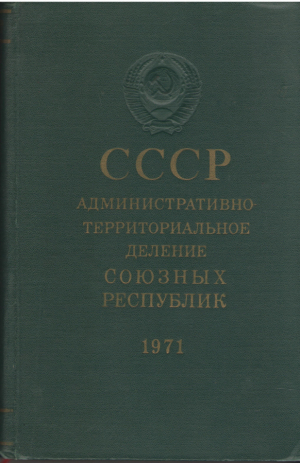 СССР
АДМИНИСТРАТИВНО-
ТЕРРИТОРИАЛЬНОЕ
ДЕЛЕНИЕ
СОЮЗНЫХ
РЕСПУБЛИК
1971